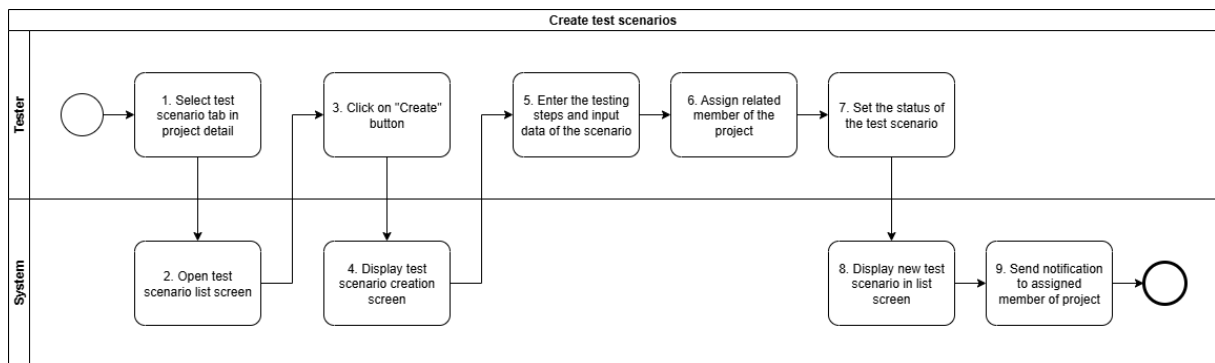 Create test scenarios
Tester
1. Select test
scenario tab in
project detail
3. Click on "Create"
button
5. Enter the testing
steps and input
data of the scenario
6. Assign related
member of the
project
7. Set the status of
the test scenario
System
2. Open test
scenario list screen
4. Display test
scenario creation
screen
8. Display new test
scenario in list
screen
9. Send notification
to assigned
member of project